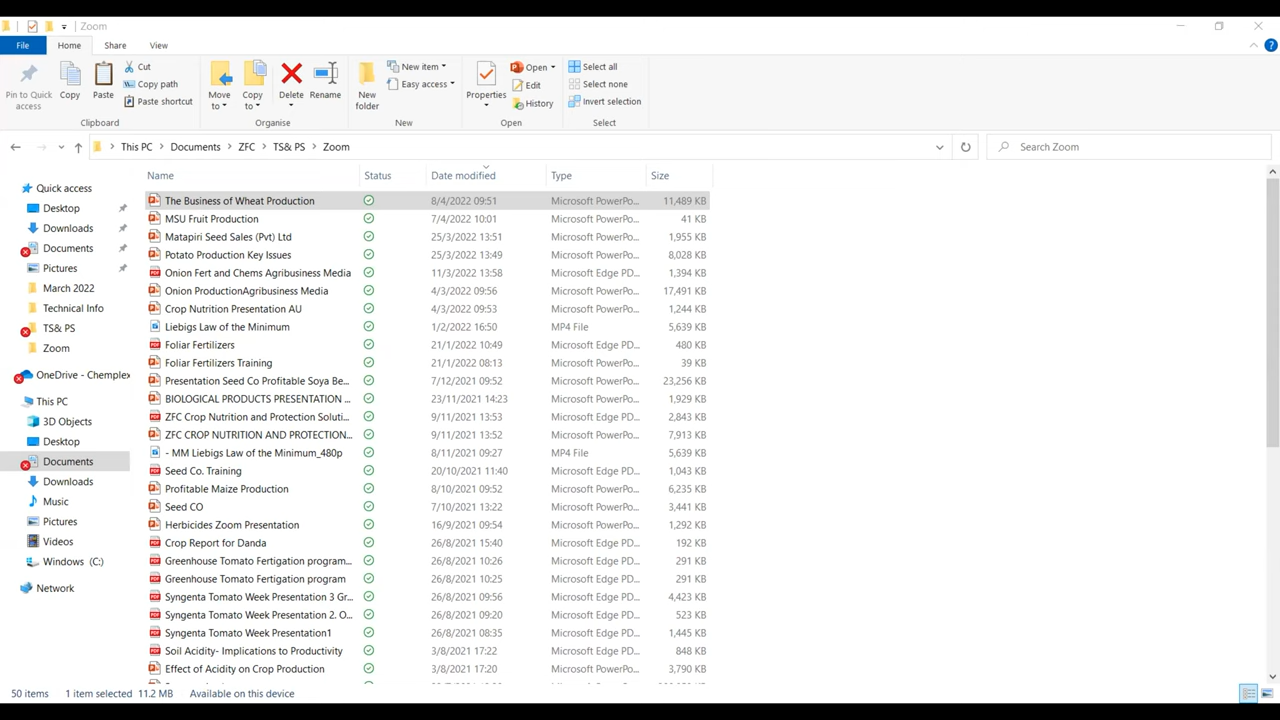 Zoom
File Home Share View
Pin to Quick access
Copy
Paste
Cut
Copy path
Paste shortcut
Clipboard
Move to
Copy to
Delete
Rename
Organise
New folder
New item
Easy access
New
Properties
Open
Edit
History
Open
Select all
Select none
Invert selection
Select
This PC > Documents > ZFC > TS& PS > Zoom
Search Zoom
Quick access
Desktop
Downloads
Documents
Pictures
March 2022
Technical Info
TS& PS
Zoom
OneDrive - Chemplex
This PC
3D Objects
Desktop
Documents
Downloads
Music
Pictures
Videos
Windows (C:)
Network
Name Status Date modified Type Size
The Business of Wheat Production 8/4/2022 09:51 Microsoft PowerPo... 11,489 KB
MSU Fruit Production 7/4/2022 10:01 Microsoft PowerPo... 41 KB
Matapiri Seed Sales (Pvt) Ltd 25/3/2022 13:51 Microsoft PowerPo... 1,955 KB
Potato Production Key Issues 25/3/2022 13:49 Microsoft PowerPo... 8,028 KB
Onion Fert and Chems Agribusiness Media 11/3/2022 13:58 Microsoft Edge PD... 1,394 KB
Onion ProductionAgribusiness Media 4/3/2022 09:56 Microsoft PowerPo... 17,491 KB
Crop Nutrition Presentation AU 4/3/2022 09:53 Microsoft PowerPo... 1,244 KB
Liebigs Law of the Minimum 1/2/2022 16:50 MP4 File 5,639 KB
Foliar Fertilizers 21/1/2022 10:49 Microsoft Edge PD... 480 KB
Foliar Fertilizers Training 21/1/2022 08:13 Microsoft PowerPo... 39 KB
Presentation Seed Co Profitable Soya Be... 7/12/2021 09:52 Microsoft PowerPo... 23,256 KB
BIOLOGICAL PRODUCTS PRESENTATION ... 23/11/2021 14:23 Microsoft PowerPo... 1,929 KB
ZFC Crop Nutrition and Protection Soluti... 9/11/2021 13:53 Microsoft Edge PD... 2,843 KB
ZFC CROP NUTRITION AND PROTECTION... 9/11/2021 13:52 Microsoft PowerPo... 7,913 KB
- MM Liebigs Law of the Minimum_480p 8/11/2021 09:27 MP4 File 5,639 KB
Seed Co. Training 20/10/2021 11:40 Microsoft Edge PD... 1,043 KB
Profitable Maize Production 8/10/2021 09:52 Microsoft PowerPo... 6,235 KB
Seed CO 7/10/2021 13:22 Microsoft PowerPo... 3,441 KB
Herbicides Zoom Presentation 16/9/2021 09:54 Microsoft PowerPo... 1,292 KB
Crop Report for Danda 26/8/2021 15:40 Microsoft Edge PD... 192 KB
Greenhouse Tomato Fertigation program... 26/8/2021 10:26 Microsoft Edge PD... 291 KB
Greenhouse Tomato Fertigation program 26/8/2021 10:25 Microsoft Edge PD... 291 KB
Syngenta Tomato Week Presentation 3 Gr... 26/8/2021 09:56 Microsoft Edge PD... 4,423 KB
Syngenta Tomato Week Presentation 2. O... 26/8/2021 09:20 Microsoft Edge PD... 523 KB
Syngenta Tomato Week Presentation1 26/8/2021 08:35 Microsoft Edge PD... 1,445 KB
Soil Acidity- Implications to Productivity 3/8/2021 17:22 Microsoft Edge PD... 848 KB
Effect of Acidity on Crop Production 3/8/2021 17:20 Microsoft PowerPo... 3,790 KB
50 items 1 item selected 11.2 MB Available on this device